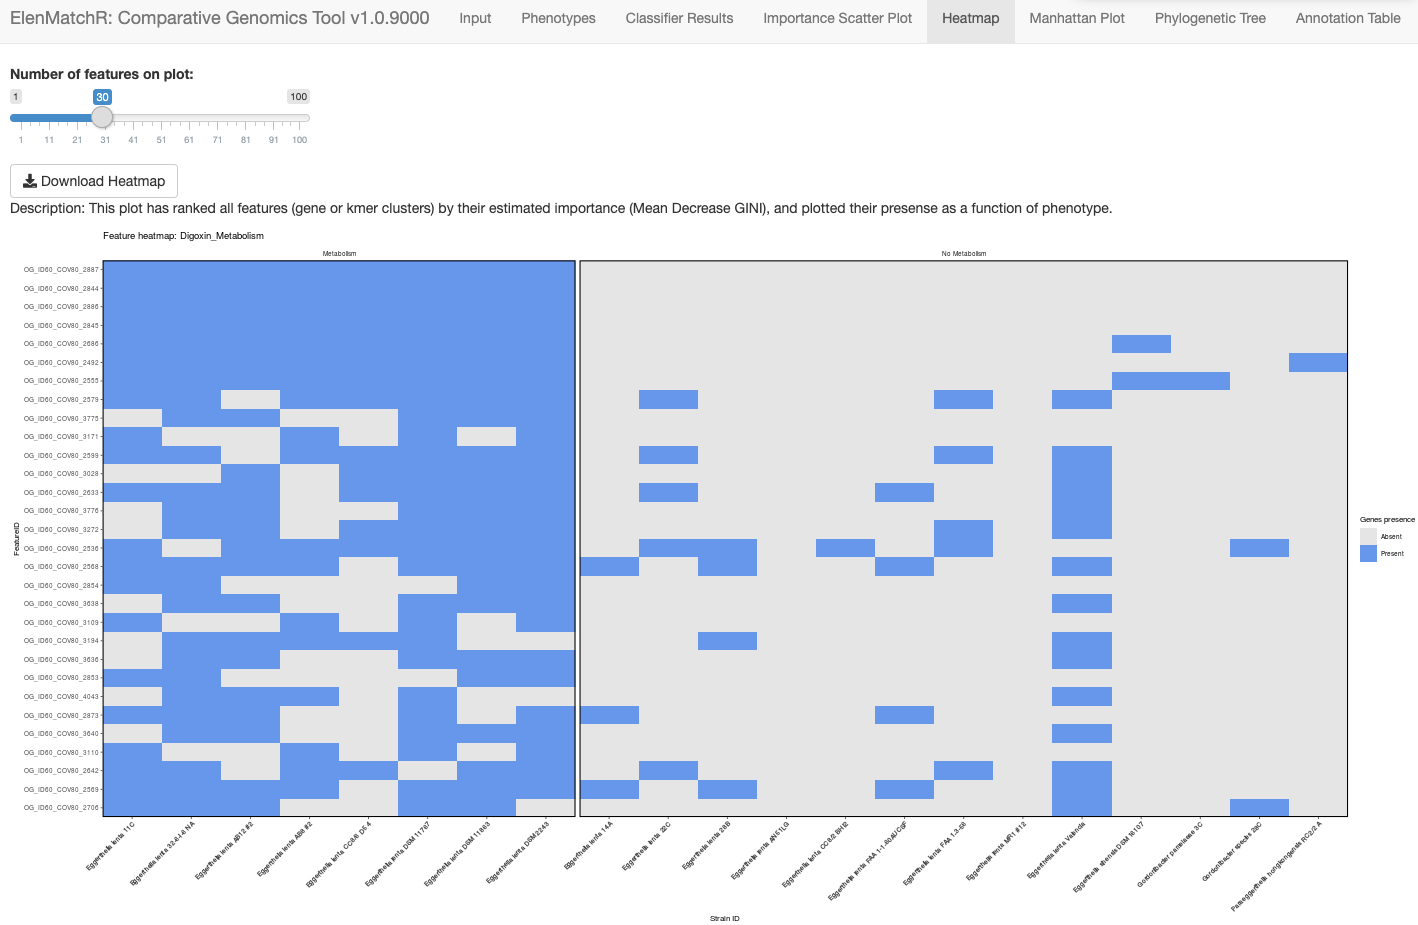 ElenMatchR: Comparative Genomics Tool v1.0.9000 Input Phenotypes Classifier Results Importance Scatter Plot Heatmap Manhattan Plot Phylogenetic Tree Annotation Table
Number of features on plot:
1 30 100
1 11 21 31 41 51 61 71 81 91 100
Download Heatmap
Description: This plot has ranked all features (gene or kmer clusters) by their estimated importance (Mean Decrease GINI), and plotted their presense as a function of phenotype.
Feature heatmap: Digoxin_Metabolism
Metabolism No Metabolism
OG_ID60_COV80_2887
OG_ID60_COV80_2844
OG_ID60_COV80_2886
OG_ID60_COV80_2845
OG_ID60_COV80_2686
OG_ID60_COV80_2492
OG_ID60_COV80_2555
OG_ID60_COV80_2579
OG_ID60_COV80_3775
OG_ID60_COV80_3171
OG_ID60_COV80_2599
OG_ID60_COV80_3028
OG_ID60_COV80_2633
OG_ID60_COV80_3776
OG_ID60_COV80_3272
OG_ID60_COV80_2536
OG_ID60_COV80_2568
OG_ID60_COV80_2854
OG_ID60_COV80_3638
OG_ID60_COV80_3109
OG_ID60_COV80_3194
OG_ID60_COV80_3636
OG_ID60_COV80_2853
OG_ID60_COV80_4043
OG_ID60_COV80_2873
OG_ID60_COV80_3640
OG_ID60_COV80_3110
OG_ID60_COV80_2642
OG_ID60_COV80_2569
OG_ID60_COV80_2706
FeatureID
Genes presence
Absent
Present
Eggerthella lenta 11C
Eggerthella lenta 32-6-I-6 NA
Eggerthella lenta AB12 #2
Eggerthella lenta AB8 #2
Eggerthella lenta CC8/6 D5 4
Eggerthella lenta DSM 11767
Eggerthella lenta DSM 11863
Eggerthella lenta DSM2243
Eggerthella lenta 14A
Eggerthella lenta 22C
Eggerthella lenta 28B
Eggerthella lenta AN51LG
Eggerthella lenta CC8/2 BHI2
Eggerthella lenta FAA 1-1-60AUCSF
Eggerthella lenta FAA 1-3-56
Eggerthella lenta MR1 #12
Eggerthella lenta Valencia
Eggerthella sinensis DSM 16107
Gordonibacter pamelaeae 3C
Gordonibacter species 28C
Paraeggerthella hongkongensis RC2/2 A
Strain ID